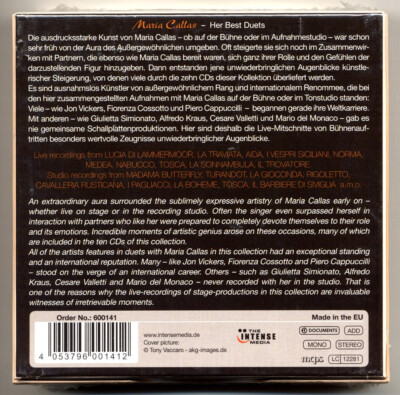 Maria Callas – Her Best Duets
Die ausdrucksstarke Kunst von Maria Callas – ob auf der Bühne oder im Aufnahmestudio – war schon
sehr früh von der Aura des Außergewöhnlichen umgeben. Oft steigerte sie sich noch im Zusammenwir-
ken mit Partnern, die ebenso wie Maria Callas bereit waren, sich ganz ihrer Rolle und den Gefühlen der
darzustellenden Figur hinzugeben. Dann entstanden jene unwiederbringlichen Augenblicke künstle-
rischer Steigerung, von denen viele durch die zehn CDs dieser Kollektion überliefert werden.
Es sind ausnahmslos Künstler von außergewöhnlichem Rang und internationalem Renommee, die bei
den hier zusammengestellten Aufnahmen mit Maria Callas auf der Bühne oder im Tonstudio standen:
Viele – wie Jon Vickers, Fiorenza Cossotto und Piero Cappuccilli – begannen gerade ihre Weltkarriere.
Mit anderen – wie Giulietta Simionato, Alfredo Kraus, Cesare Valletti und Mario del Monaco – gab es
nie gemeinsame Schallplattenproduktionen. Hier sind deshalb die Live-Mitschnitte von Bühnenauf-
tritten besonders wertvolle Zeugnisse unwiederbringlicher Augenblicke.
Live recordings from LUCIA DI LAMMERMOOR, LA TRAVIATA, AIDA, I VESPRI SICILIANI, NORMA,
MEDEA, NABUCCO, TOSCA, LA SONNAMBULA, IL TROVATORE
Studio recordings from MADAMA BUTTERFLY, TURANDOT, LA GIOCONDA, RIGOLETTO,
CAVALLERIA RUSTICANA, I PAGLIACCI, LA BOHEME, TOSCA, IL BARBIERE DI SIVIGLIA a.m.o.
An extraordinary aura surrounded the sublimely expressive artistry of Maria Callas early on –
whether live on stage or in the recording studio. Often the singer even surpassed herself in
interaction with partners who like her were prepared to completely devote themselves to their role
and its emotions. Incredible moments of artistic genius arose on these occasions, many of which
are included in the ten CDs of this collection.
All of the artists features in duets with Maria Callas in this collection had an exceptional standing
and an international reputation. Many – like Jon Vickers, Fiorenza Cossotto and Piero Cappuccilli
– stood on the verge of an international career. Others – such as Giulietta Simionato, Alfredo
Kraus, Cesare Valletti and Mario del Monaco – never recorded with her in the studio. That is
one of the reasons why the live-recordings of stage-productions in this collection are invaluable
witnesses of irretrievable moments.
Order No.: 600141
4 053796 001412
www.intensemedia.de
Cover picture:
© Tony Vaccaro - akg-images.de
THE
INTENSE
MEDIA
Made in the EU
DOCUMENTS ADD
MONO STEREO
mcps LC 12281